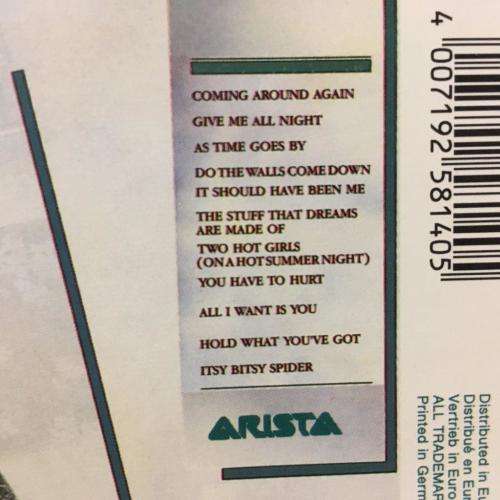 COMING AROUND AGAIN
GIVE ME ALL NIGHT
AS TIME GOES BY
DO THE WALLS COME DOWN
IT SHOULD HAVE BEEN ME
THE STUFF THAT DREAMS
ARE MADE OF
TWO HOT GIRLS
(ON A HOT SUMMER NIGHT)
YOU HAVE TO HURT
ALL I WANT IS YOU
HOLD WHAT YOU'VE GOT
ITSY BITSY SPIDER
ARISTA
4 007192 581405
Distributed in
Distribué en Eu
Vertrieb in Euro
ALL TRADEMAR
Printed in Germ